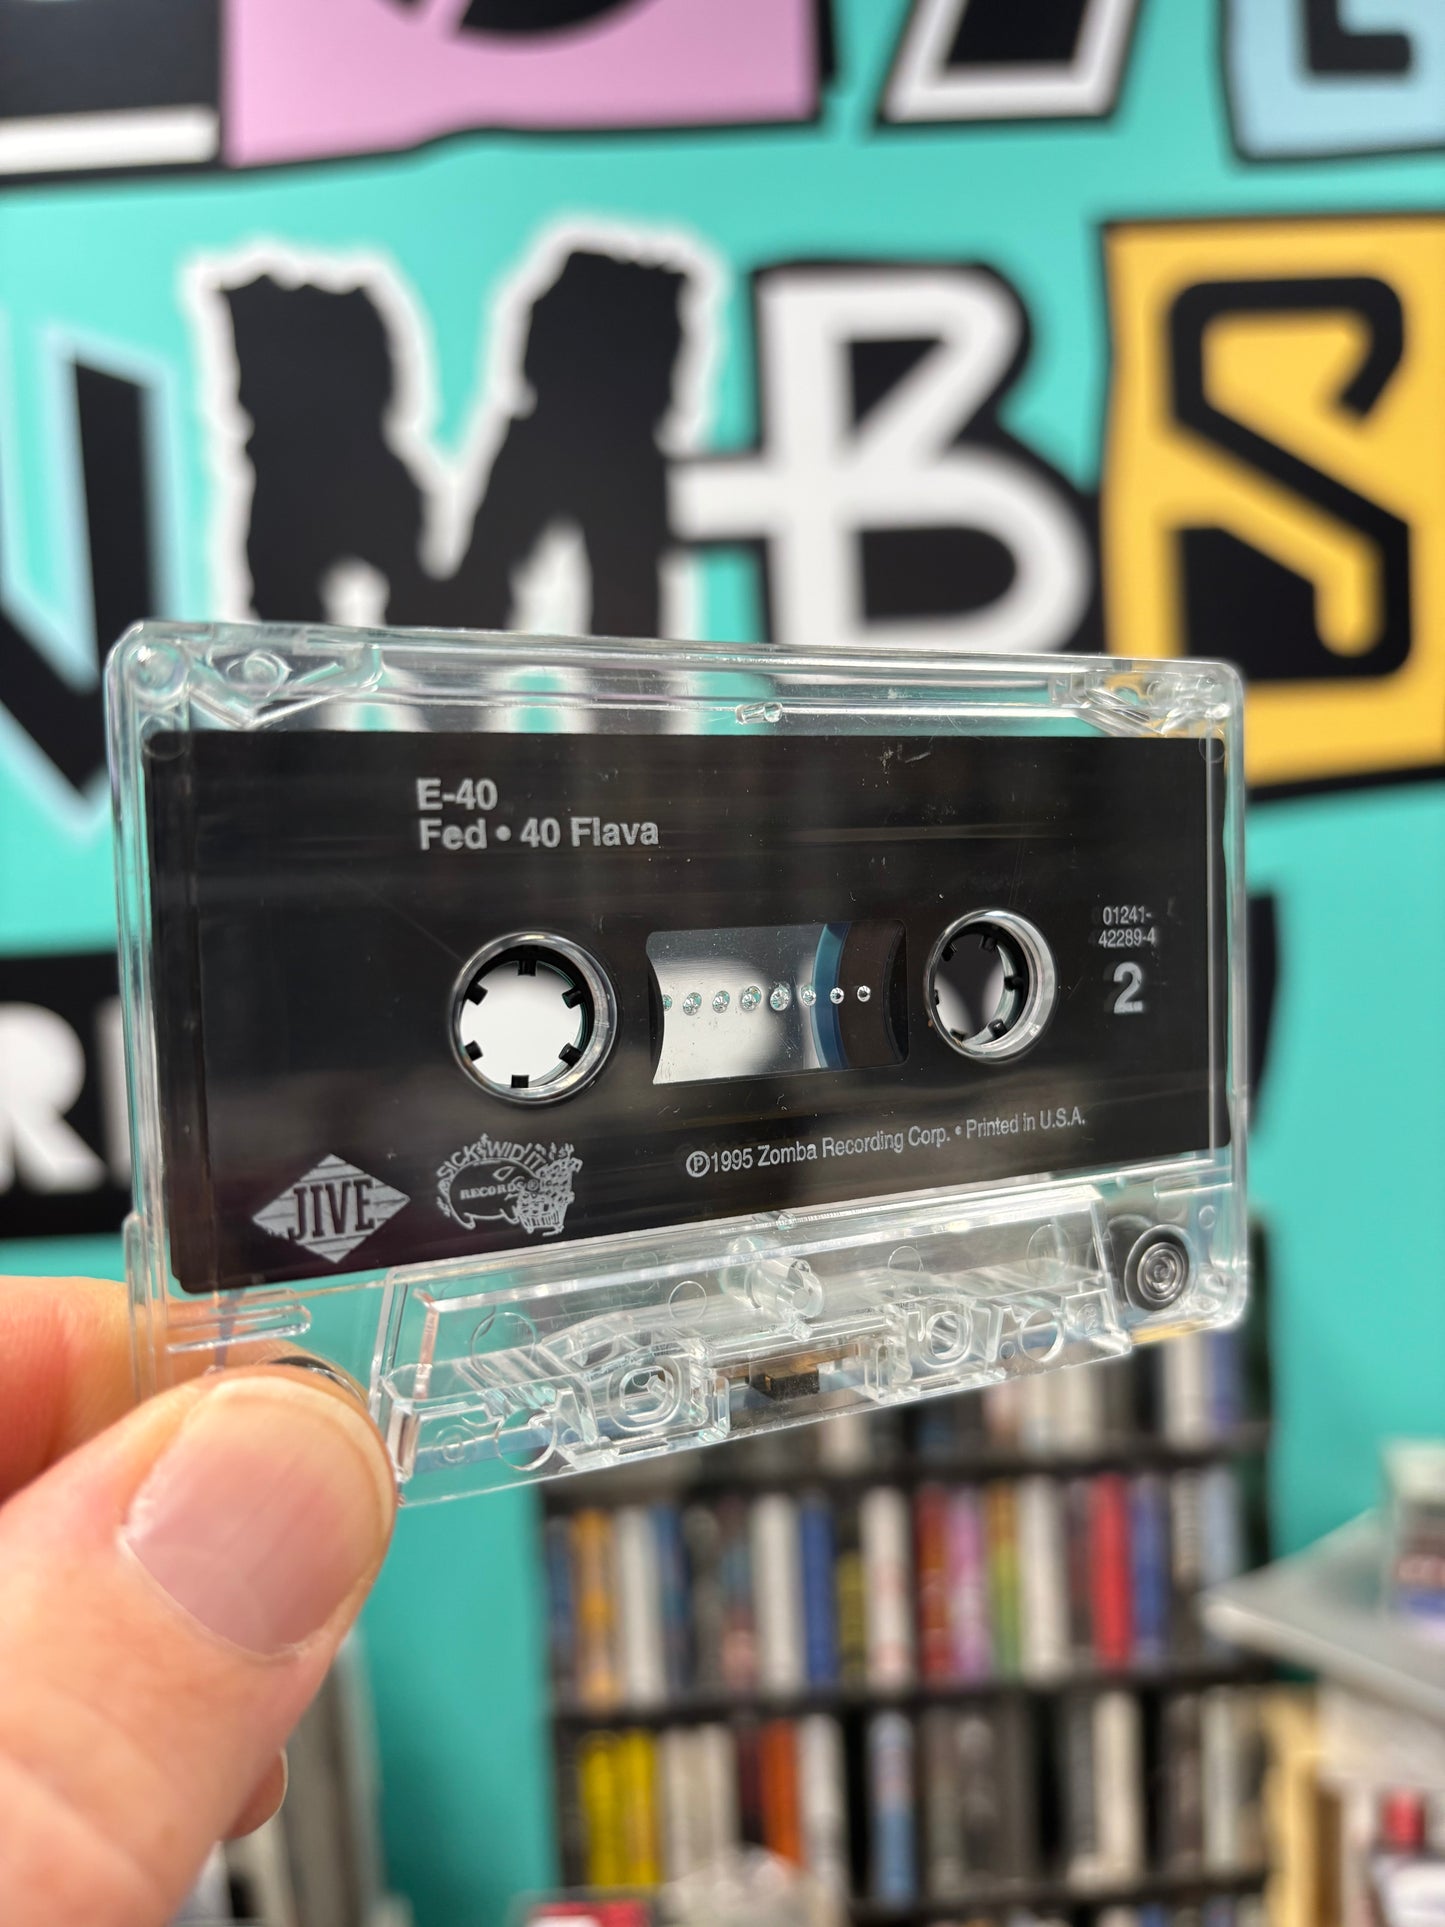 MBS
E-40
Fed • 40 Flava
01241-
42289-4
2
SICK WID IT
RECORDS ®
JIVE
℗1995 Zomba Recording Corp. • Printed in U.S.A.